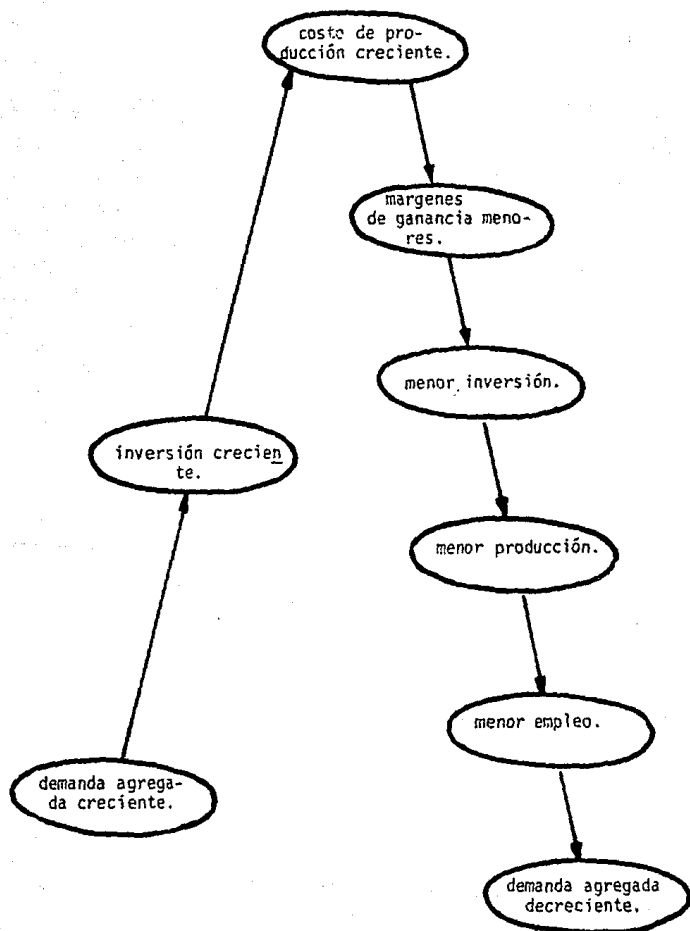 costo de pro-
ducción creciente.
margenes
de ganancia meno-
res.
menor inversión.
inversión crecien
te.
menor producción.
menor empleo.
demanda agrega-
da creciente.
demanda agregada
decreciente.